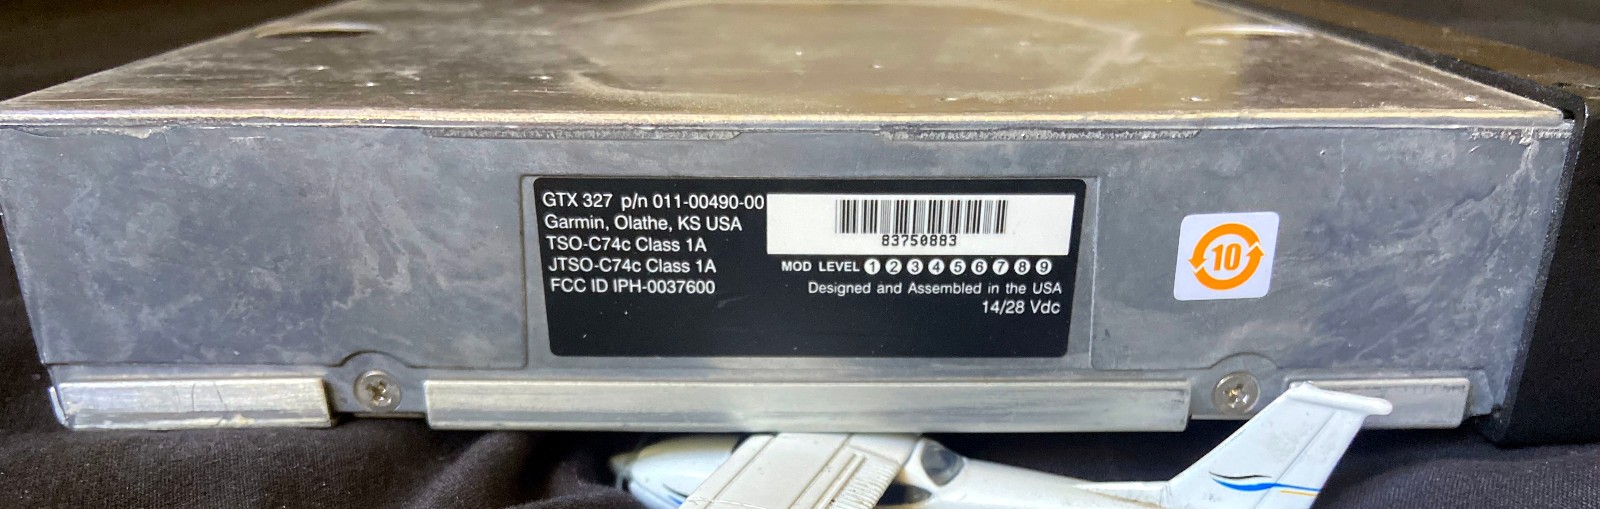 GTX 327 p/n 011-00490-00
Garmin, Olathe, KS USA
TSO-C74c Class 1A
JTSO-C74c Class 1A
FCC ID IPH-0037600
83750883
MOD LEVEL 1 2 3 4 5 6 7 8 9
Designed and Assembled in the USA
14/28 Vdc
10